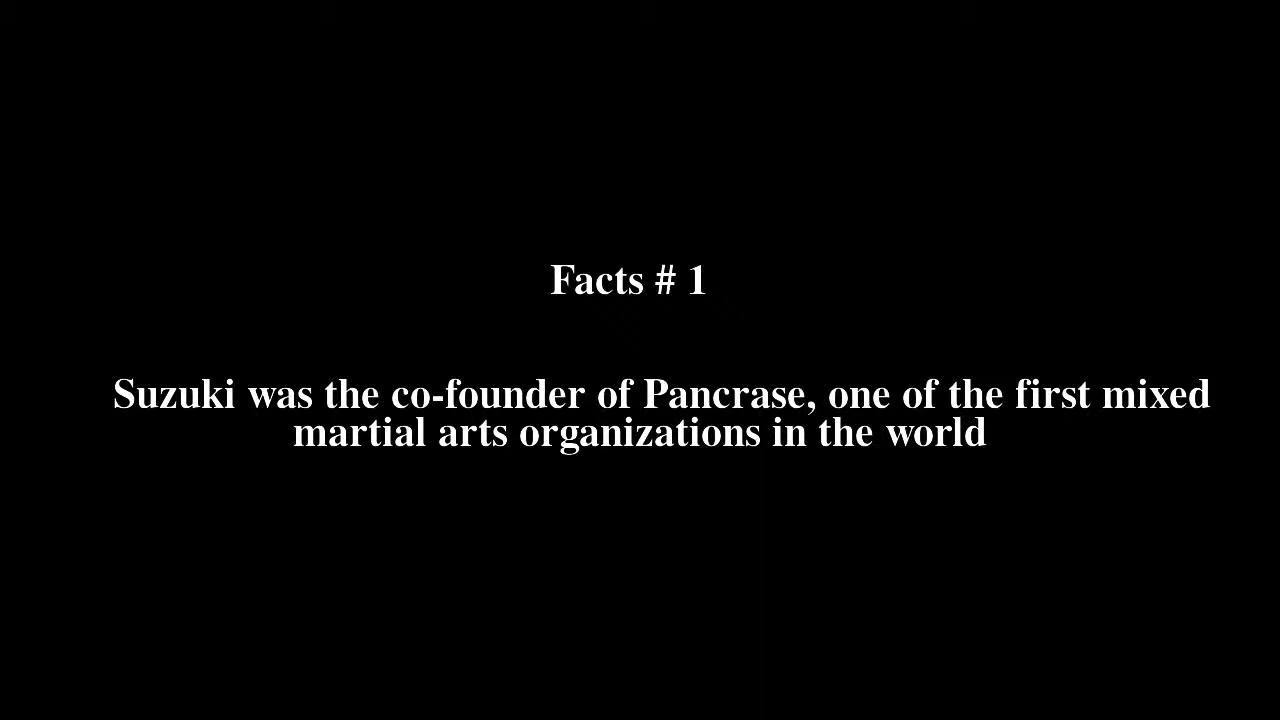 Facts # 1
Suzuki was the co-founder of Pancrase, one of the first mixed
martial arts organizations in the world